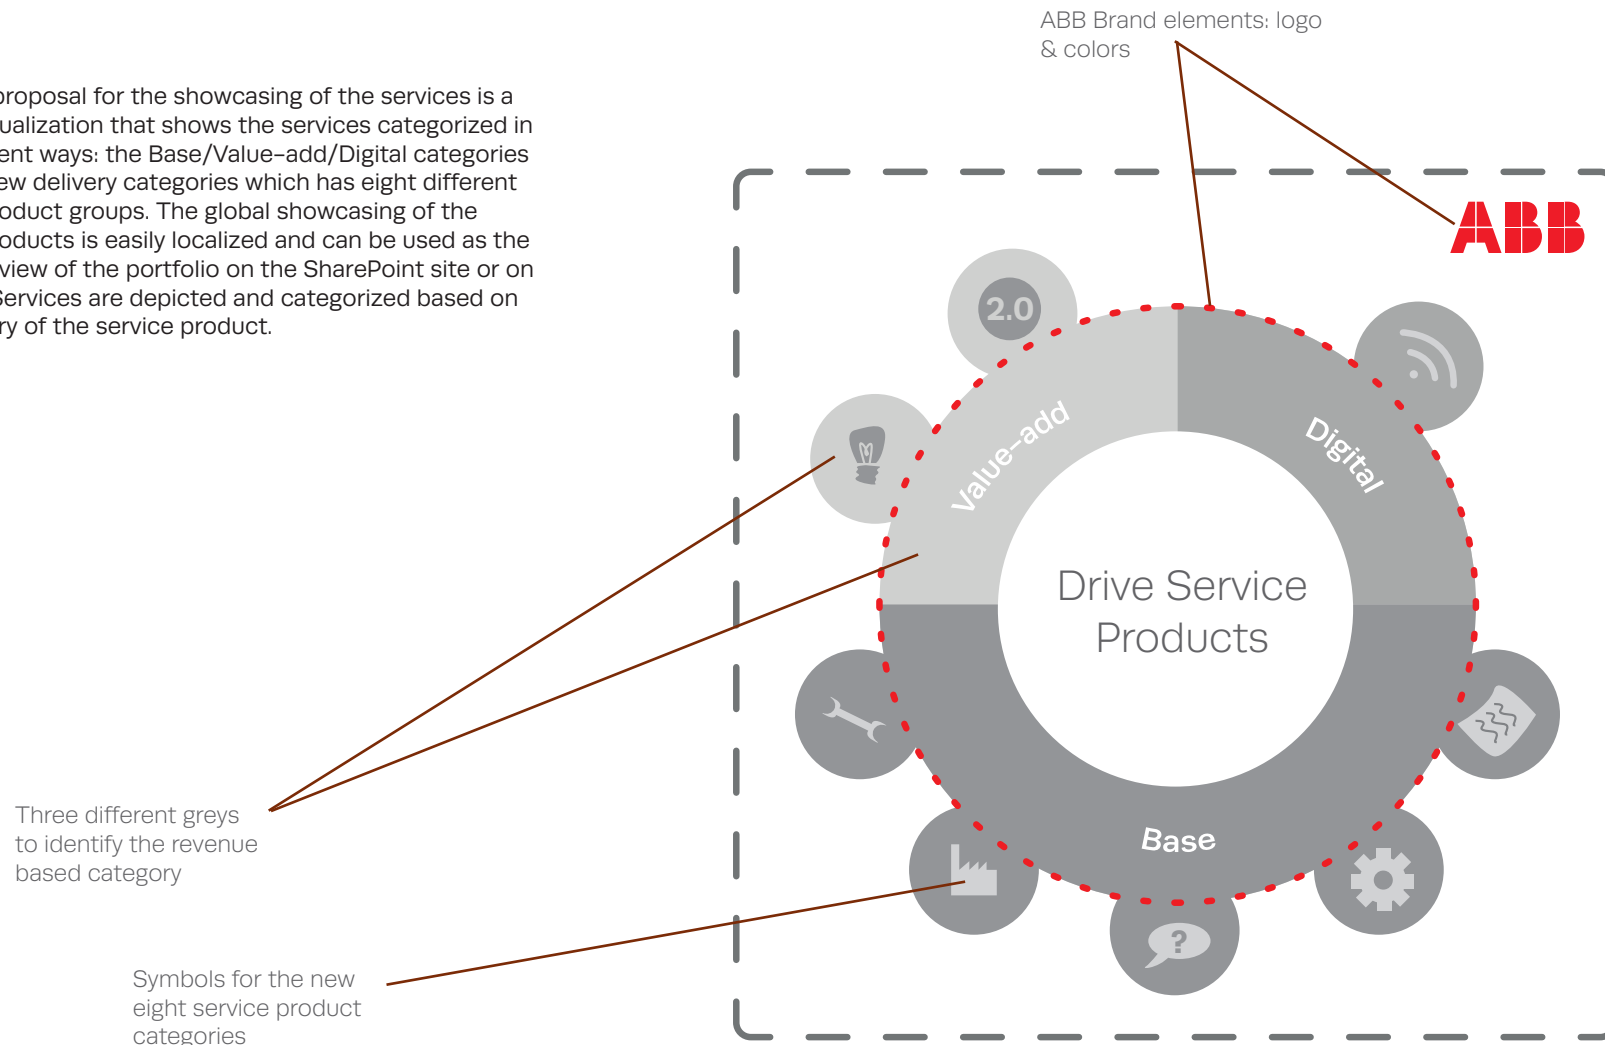 ABB Brand elements: logo
& colors
proposal for the showcasing of the services is a
ualization that shows the services categorized in
ent ways: the Base/Value-add/Digital categories
ew delivery categories which has eight different
oduct groups. The global showcasing of the
oducts is easily localized and can be used as the
view of the portfolio on the SharePoint site or on
Services are depicted and categorized based on
ry of the service product.
ABB
2.0
Value-add
Digital
Drive Service
Products
Base
?
Three different greys
to identify the revenue
based category
Symbols for the new
eight service product
categories